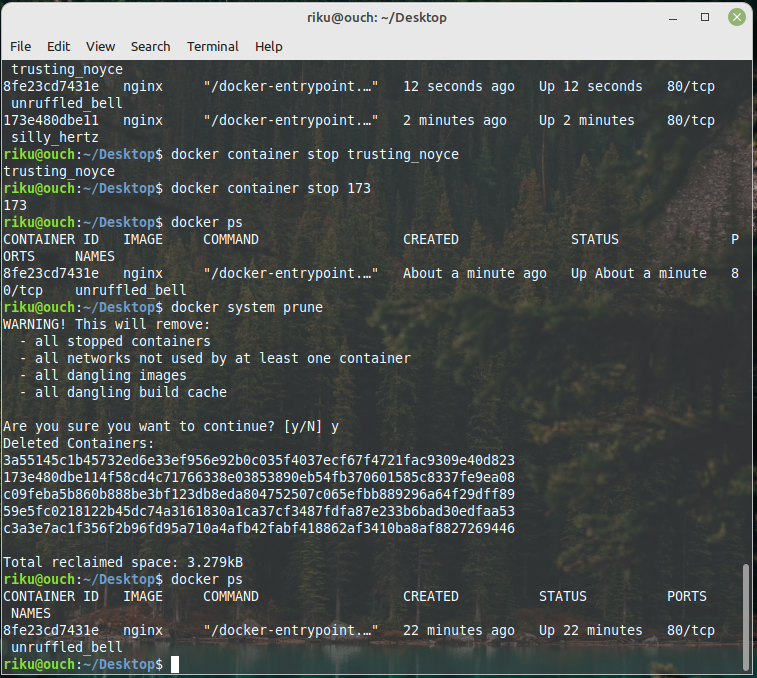 riku@ouch: ~/Desktop
File Edit View Search Terminal Help
trusting_noyce
8fe23cd7431e nginx "/docker-entrypoint.…" 12 seconds ago Up 12 seconds 80/tcp
unruffled_bell
173e480dbe11 nginx "/docker-entrypoint.…" 2 minutes ago Up 2 minutes 80/tcp
silly_hertz
riku@ouch:~/Desktop$ docker container stop trusting_noyce
trusting_noyce
riku@ouch:~/Desktop$ docker container stop 173
173
riku@ouch:~/Desktop$ docker ps
CONTAINER ID IMAGE COMMAND CREATED STATUS P
ORTS NAMES
8fe23cd7431e nginx "/docker-entrypoint.…" About a minute ago Up About a minute 8
0/tcp unruffled_bell
riku@ouch:~/Desktop$ docker system prune
WARNING! This will remove:
- all stopped containers
- all networks not used by at least one container
- all dangling images
- all dangling build cache
Are you sure you want to continue? [y/N] y
Deleted Containers:
3a55145c1b45732ed6e33ef956e92b0c035f4037ecf67f4721fac9309e40d823
173e480dbe114f58cd4c71766338e03853890eb54fb370601585c8337fe9ea08
c09feba5b860b888be3bf123db8eda804752507c065efbb889296a64f29dff89
59e5fc0218122b45dc74a3161830a1ca37cf3487fdfa87e233b6bad30edfaa53
c3a3e7ac1f356f2b96fd95a710a4afb42fabf418862af3410ba8af8827269446
Total reclaimed space: 3.279kB
riku@ouch:~/Desktop$ docker ps
CONTAINER ID IMAGE COMMAND CREATED STATUS PORTS
NAMES
8fe23cd7431e nginx "/docker-entrypoint.…" 22 minutes ago Up 22 minutes 80/tcp
unruffled_bell
riku@ouch:~/Desktop$